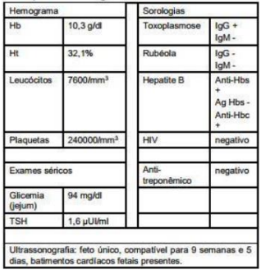 Hemograma
Sorologias
Hb
10,3 g/dl
Toxoplasmose
IgG +
IgM -
Ht
32,1%
Rubéola
IgG -
IgM -
Leucócitos
7600/mm³
Hepatite B
Anti-Hbs
+
Ag Hbs -
Anti-Hbc
+
Plaquetas
240000/mm³
HIV
negativo
Exames séricos
Anti-
treponêmico
negativo
Glicemia
(jejum)
94 mg/dl
TSH
1,6 µUI/ml
Ultrassonografia: feto único, compatível para 9 semanas e 5
dias, batimentos cardíacos fetais presentes.